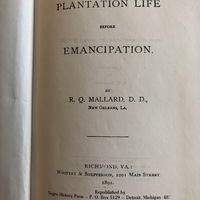 PLANTATION LIFE
BEFORE
EMANCIPATION.
BY
R. Q. MALLARD, D. D.,
NEW ORLEANS, LA.
RICHMOND, VA.:
WHITTET & SHEPPERSON, 1001 MAIN STREET
1892.
Republished by
Negro History Press — P. O. Box 5129 — Detroit, Michigan 48